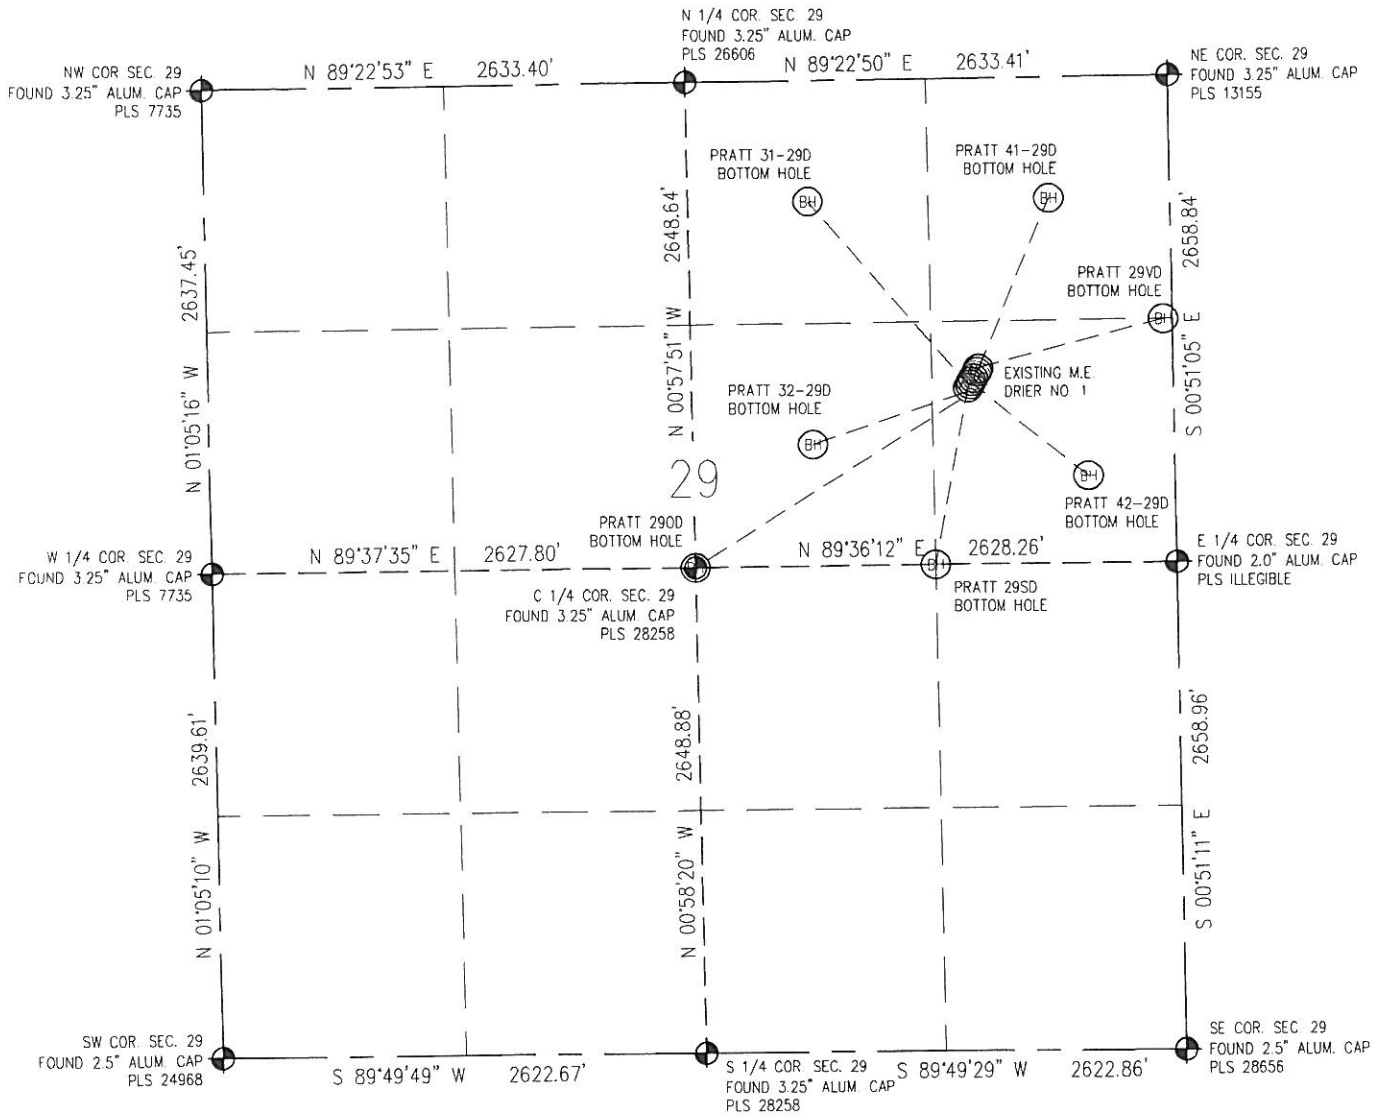 N 1/4 COR. SEC. 29
FOUND 3.25" ALUM. CAP
PLS 26606
NW COR SEC. 29
FOUND 3.25" ALUM. CAP
PLS 7735
N 89°22'53" E 2633.40'
N 89°22'50" E 2633.41'
NE COR. SEC. 29
FOUND 3.25" ALUM. CAP
PLS 13155
PRATT 31-29D
BOTTOM HOLE
BH
PRATT 41-29D
BOTTOM HOLE
BH
2637.45'
N 01°05'16" W
2648.64'
N 00°57'51" W
2658.84'
S 00°51'05" E
PRATT 29VD
BOTTOM HOLE
BH
EXISTING M.E.
DRIER NO 1
PRATT 32-29D
BOTTOM HOLE
BH
29
BH
PRATT 42-29D
BOTTOM HOLE
PRATT 29OD
BOTTOM HOLE
W 1/4 COR. SEC. 29
FOUND 3.25" ALUM. CAP
PLS 7735
N 89°37'35" E 2627.80'
N 89°36'12" E 2628.26'
E 1/4 COR. SEC. 29
FOUND 2.0" ALUM. CAP
PLS ILLEGIBLE
C 1/4 COR. SEC. 29
FOUND 3.25" ALUM. CAP
PLS 28258
BH
PRATT 29SD
BOTTOM HOLE
2639.61'
N 01°05'10" W
2648.88'
N 00°58'20" W
2658.96'
S 00°51'11" E
SW COR. SEC. 29
FOUND 2.5" ALUM. CAP
PLS 24968
S 89°49'49" W 2622.67'
S 1/4 COR. SEC. 29
FOUND 3.25" ALUM. CAP
PLS 28258
S 89°49'29" W 2622.86'
SE COR. SEC. 29
FOUND 2.5" ALUM. CAP
PLS 28656